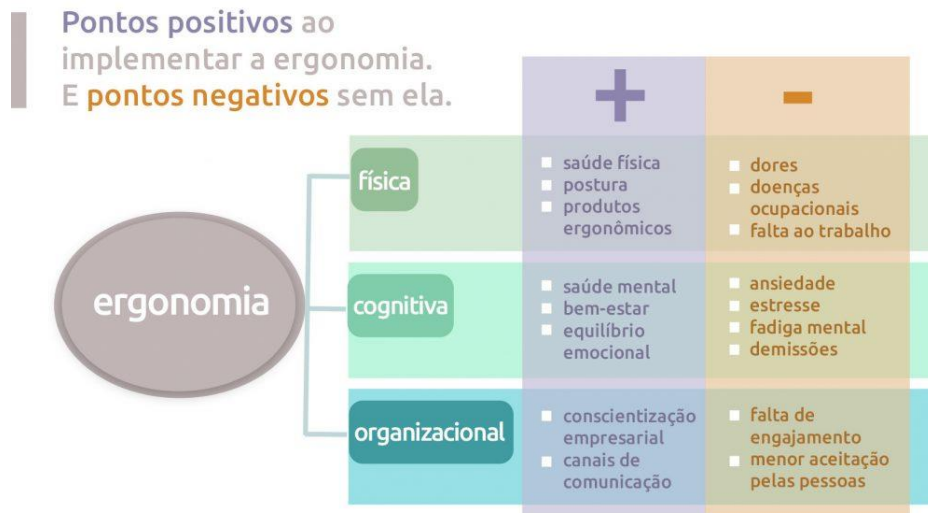 Pontos positivos ao
implementar a ergonomia.
E pontos negativos sem ela.
+
-
ergonomia
física
saúde física
postura
produtos
ergonômicos
dores
doenças
ocupacionais
falta ao trabalho
cognitiva
saúde mental
bem-estar
equilíbrio
emocional
ansiedade
estresse
fadiga mental
demissões
organizacional
conscientização
empresarial
canais de
comunicação
falta de
engajamento
menor aceitação
pelas pessoas